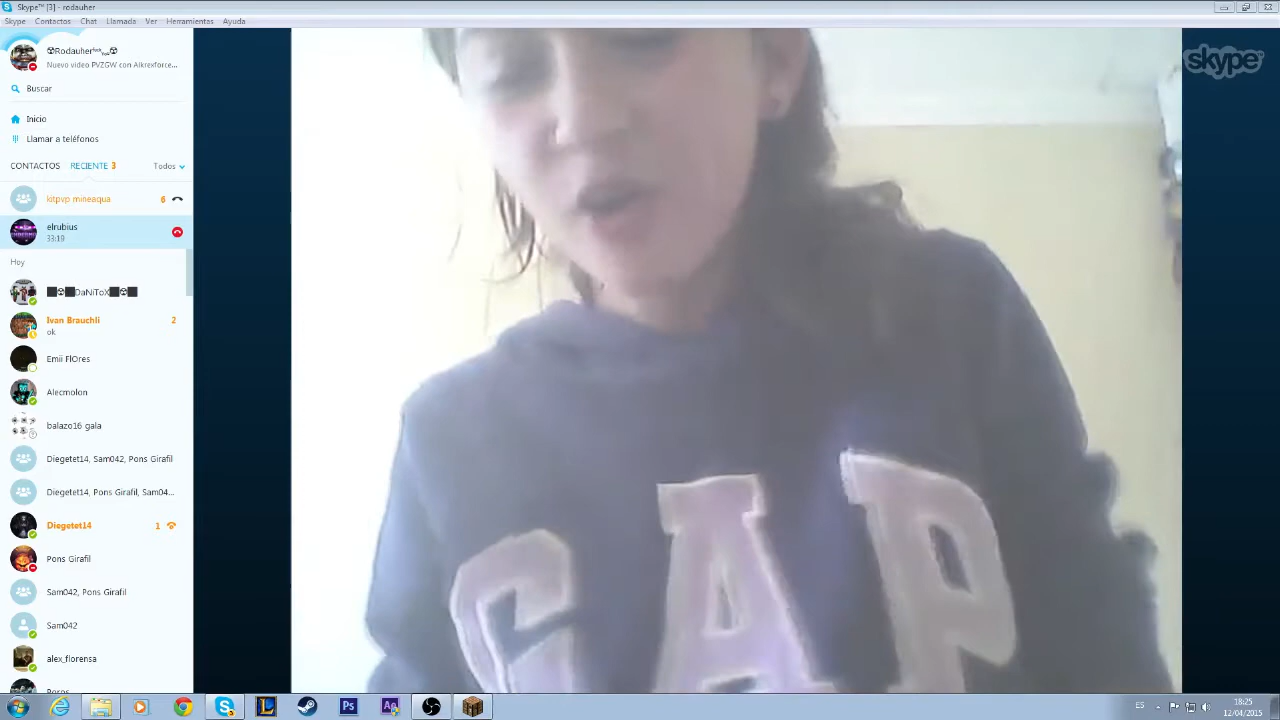 Skype™ [3] - rodauher
Skype Contactos Chat Llamada Ver Herramientas Ayuda
Nuevo video PVZGW con Alkrexforce...
Buscar
Inicio
Llamar a teléfonos
CONTACTOS RECIENTE 3 Todos
kitpvp mineaqua 6
elrubius
33:19
Hoy
DaNiToX
Ivan Brauchli 2
ok
Emii FlOres
Alecmolon
balazo16 gala
Diegetet14, Sam042, Pons Girafil
Diegetet14, Pons Girafil, Sam04...
Diegetet14 1
Pons Girafil
Sam042, Pons Girafil
Sam042
alex_florensa
skype™
GAP
Ps
ES
18:25
12/04/2015